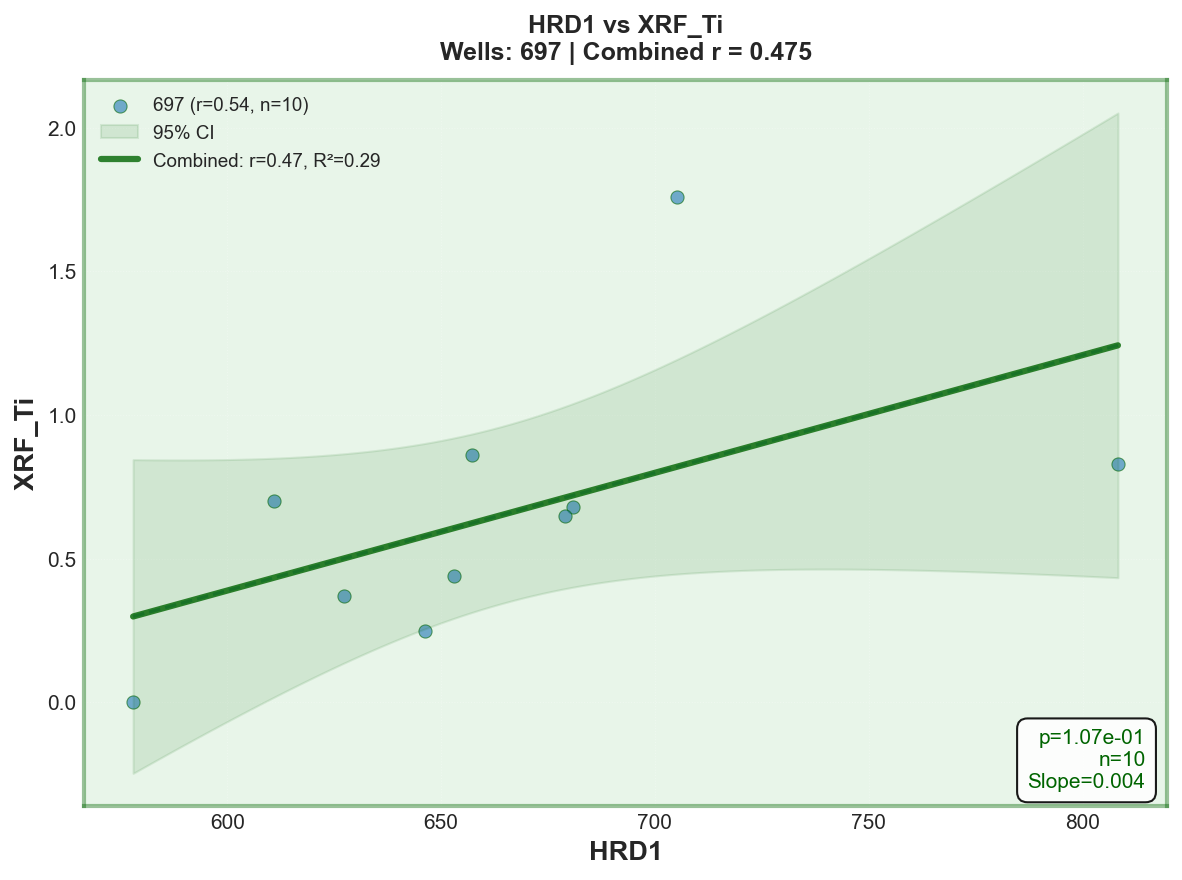 HRD1 vs XRF_Ti
Wells: 697 | Combined r = 0.475
697 (r=0.54, n=10)
95% CI
Combined: r=0.47, R²=0.29
2.0
1.5
1.0
0.5
0.0
XRF_Ti
p=1.07e-01
n=10
Slope=0.004
600
650
700
750
800
HRD1